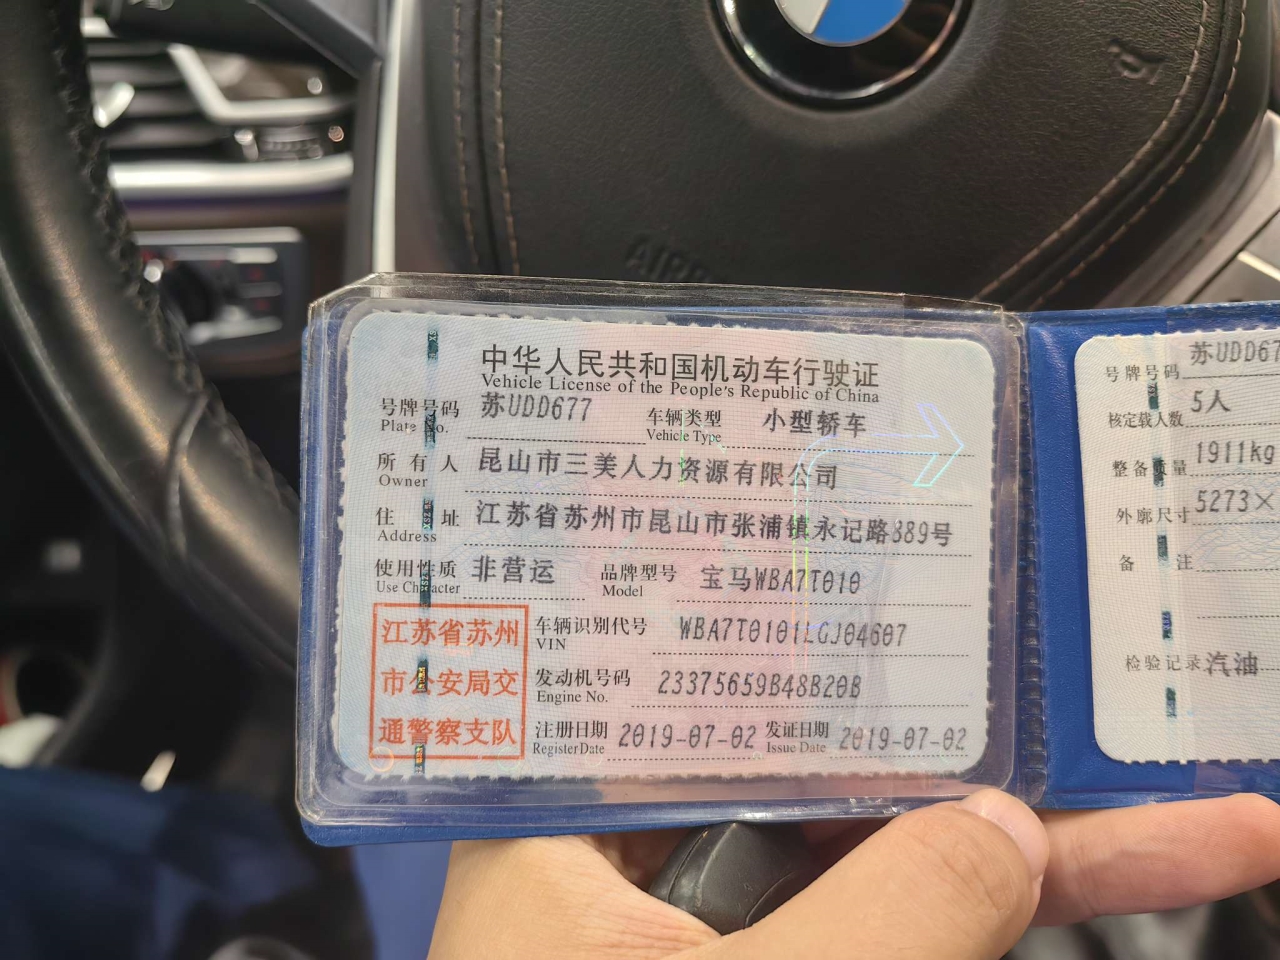 中华人民共和国机动车行驶证
Vehicle License of the People's Republic of China
号牌号码 苏UDD677 车辆类型 小型轿车
Plate No. Vehicle Type
所有人 昆山市三美人力资源有限公司
Owner
住址 江苏省苏州市昆山市张浦镇永记路889号
Address
使用性质 非营运 品牌型号 宝马WBA7T010
Use Character Model
车辆识别代号 WBA7T0101LGJ04607
VIN
发动机号码 23375659B48B20B
Engine No.
注册日期 2019-07-02 发证日期 2019-07-02
Register Date Issue Date
江苏省苏州
市公安局交
通警察支队
号牌号码 苏UDD67
核定载人数 5人
整备质量 1911kg
外廓尺寸 5273×
备注
检验记录 汽油